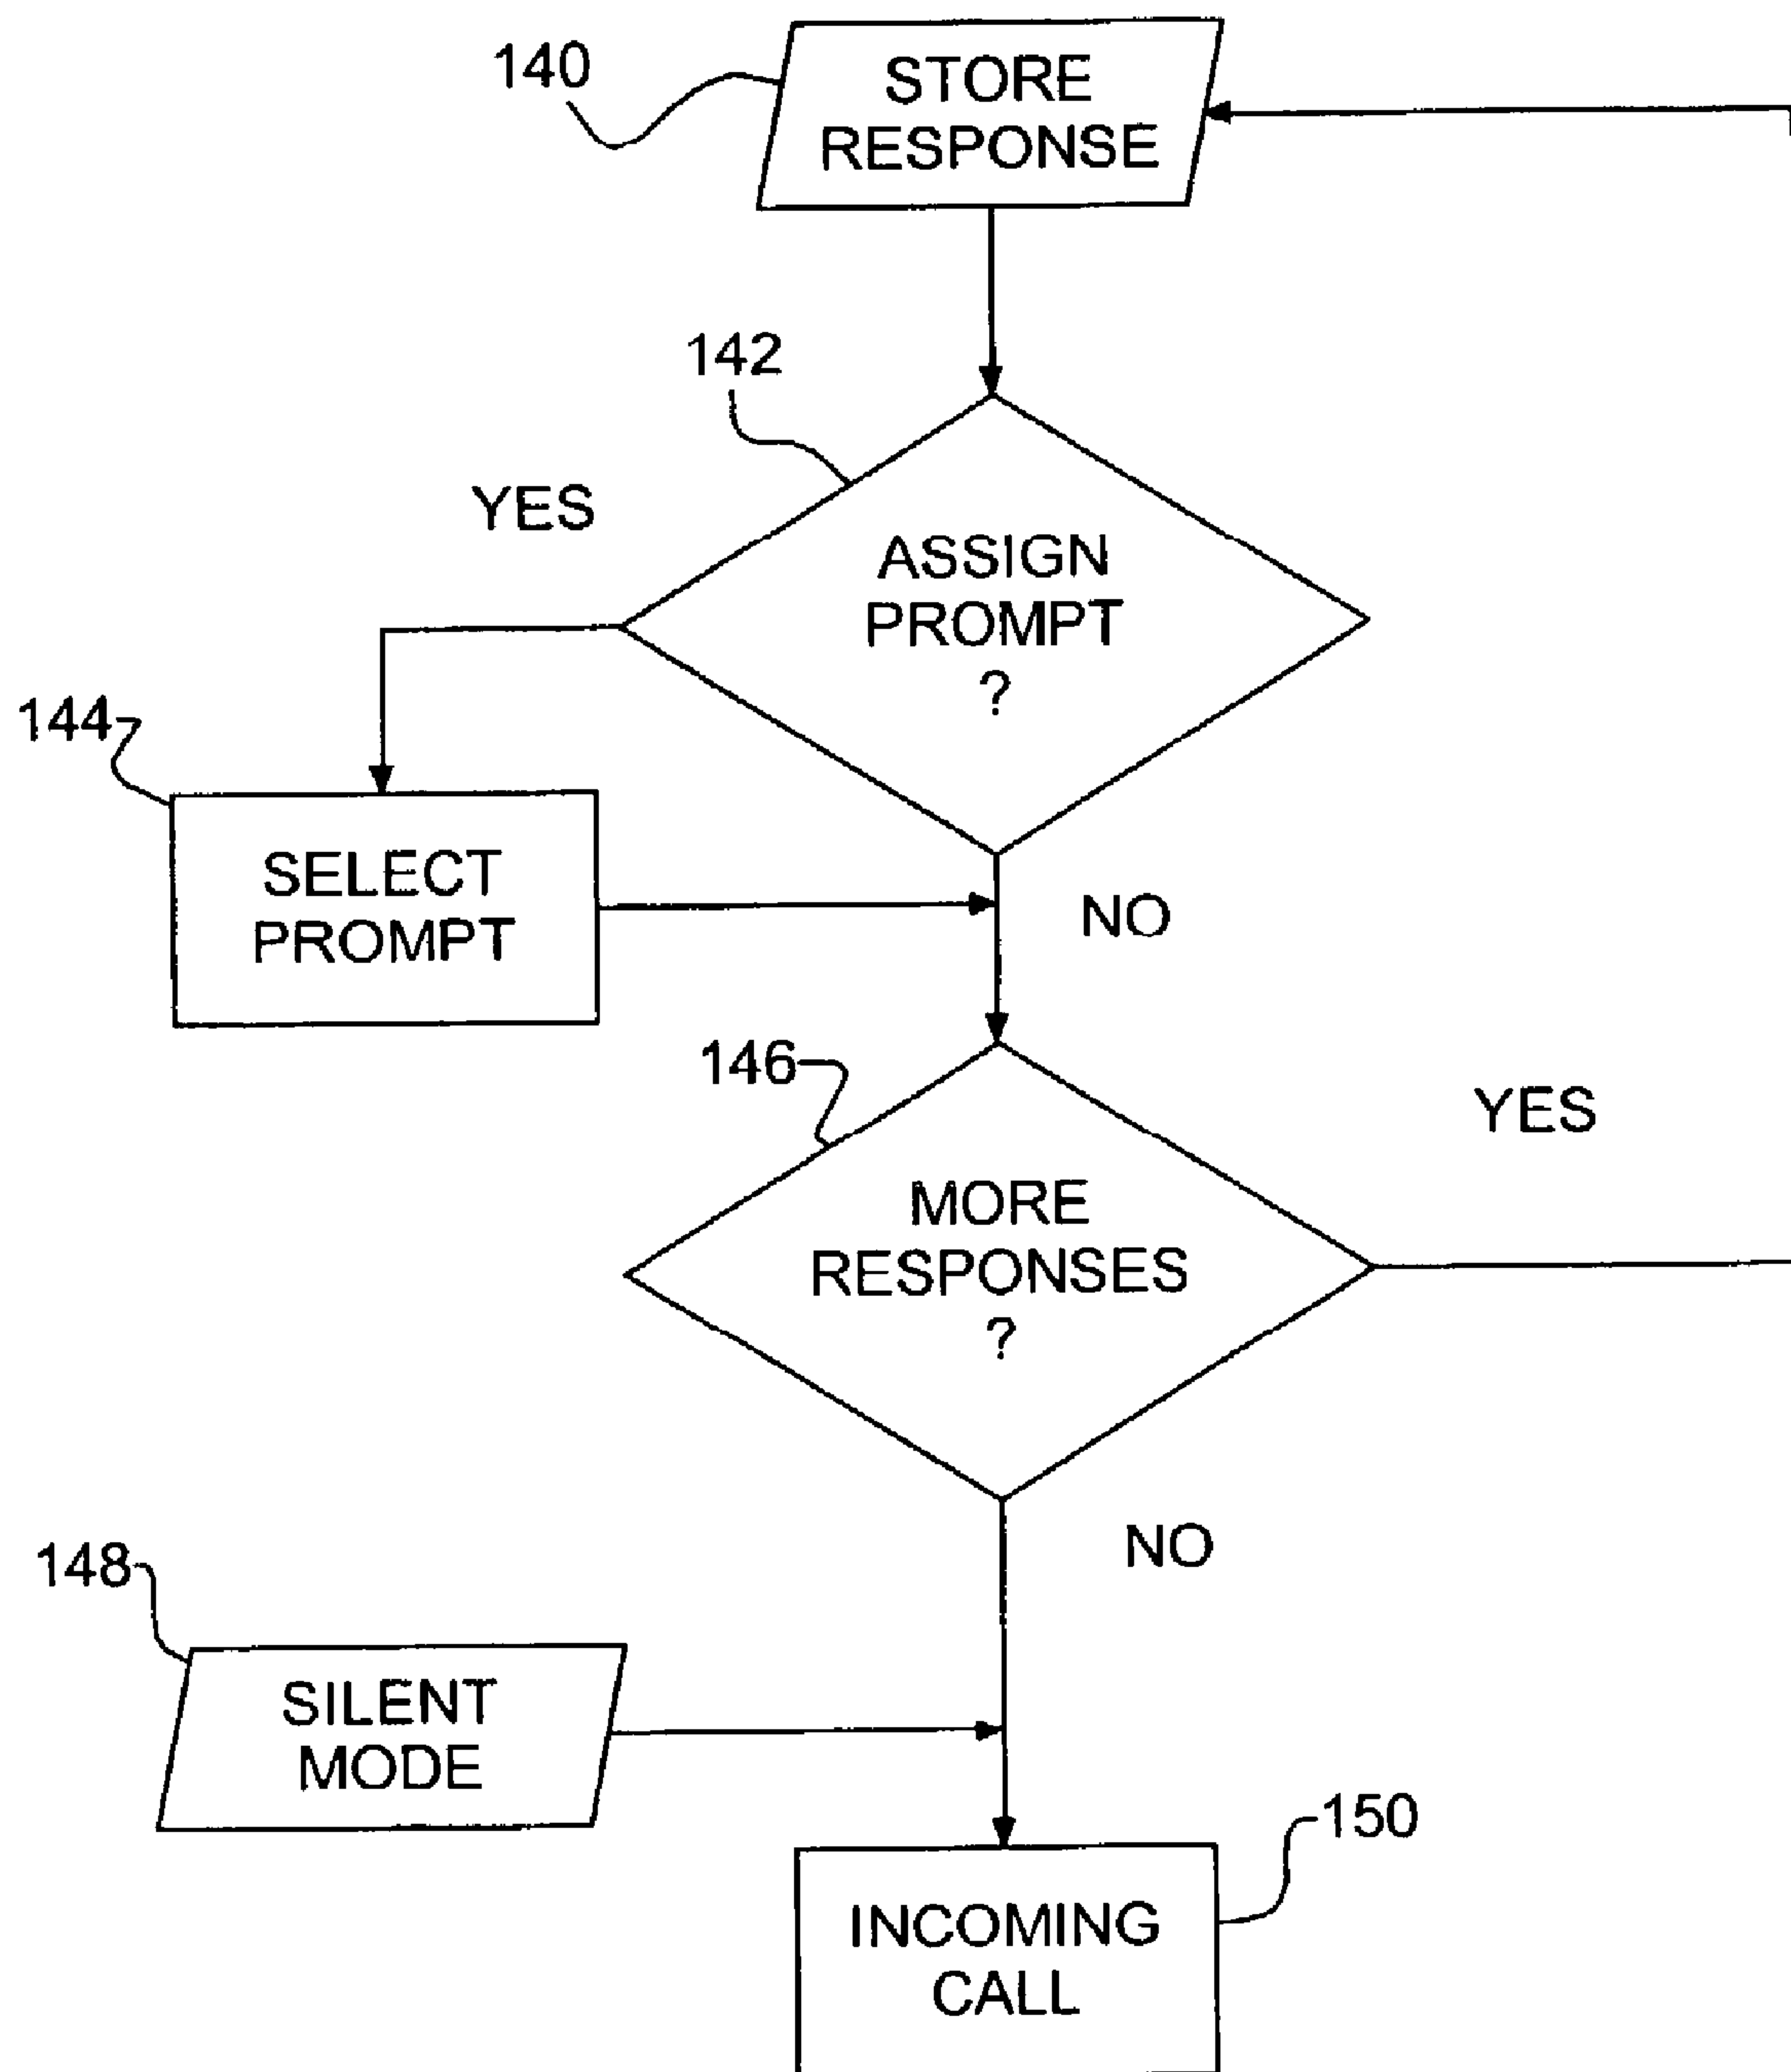 140
STORE
RESPONSE
142
YES
ASSIGN
PROMPT
?
144
SELECT
PROMPT
NO
146
YES
MORE
RESPONSES
?
NO
148
SILENT
MODE
150
INCOMING
CALL